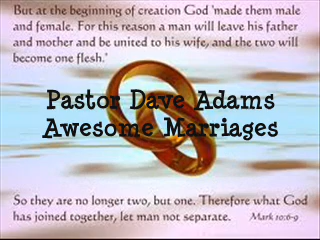 But at the beginning of creation God 'made them male
and female. For this reason a man will leave his father
and mother and be united to his wife, and the two will
become one flesh.'
Pastor Dave Adams
Awesome Marriages
So they are no longer two, but one. Therefore what God
has joined together, let man not separate. Mark 10:6-9